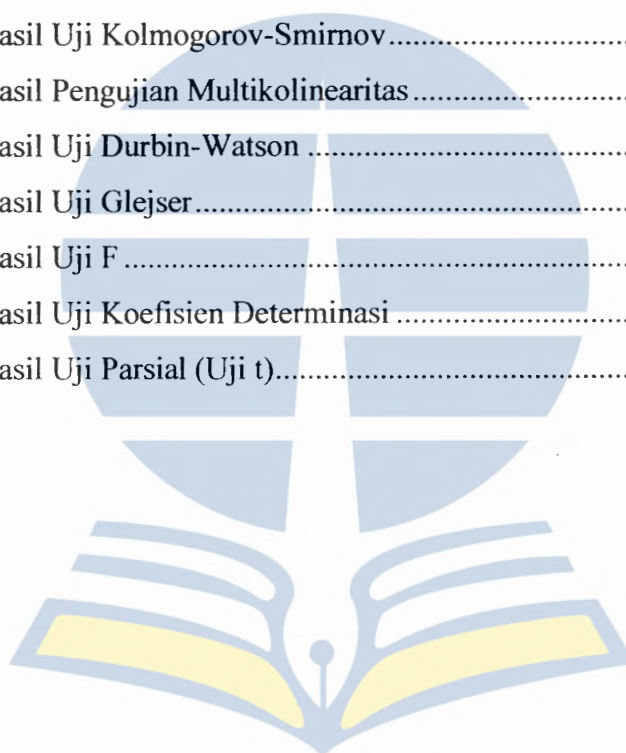 asil Uji Kolmogorov-Smirnov........................................
asil Pengujian Multikolinearitas....................................
asil Uji Durbin-Watson ................................................
asil Uji Glejser.............................................................
asil Uji F ......................................................................
asil Uji Koefisien Determinasi ......................................
asil Uji Parsial (Uji t)....................................................